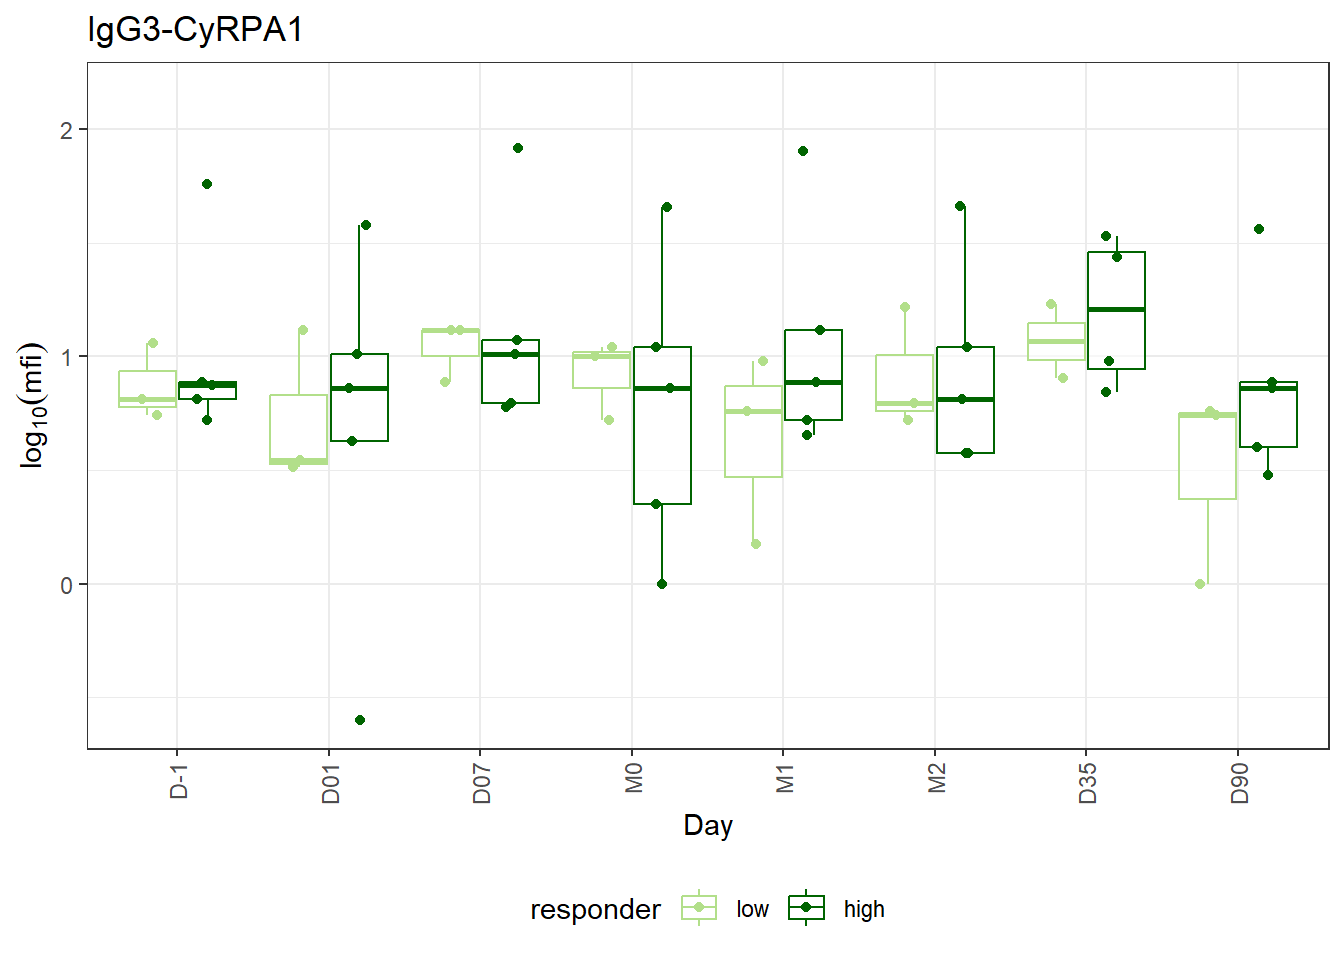 IgG3-CyRPA1
2
1
0
log10(mfi)
D-1 D01 D07 M0 M1 M2 D35 D90
Day
responder low high